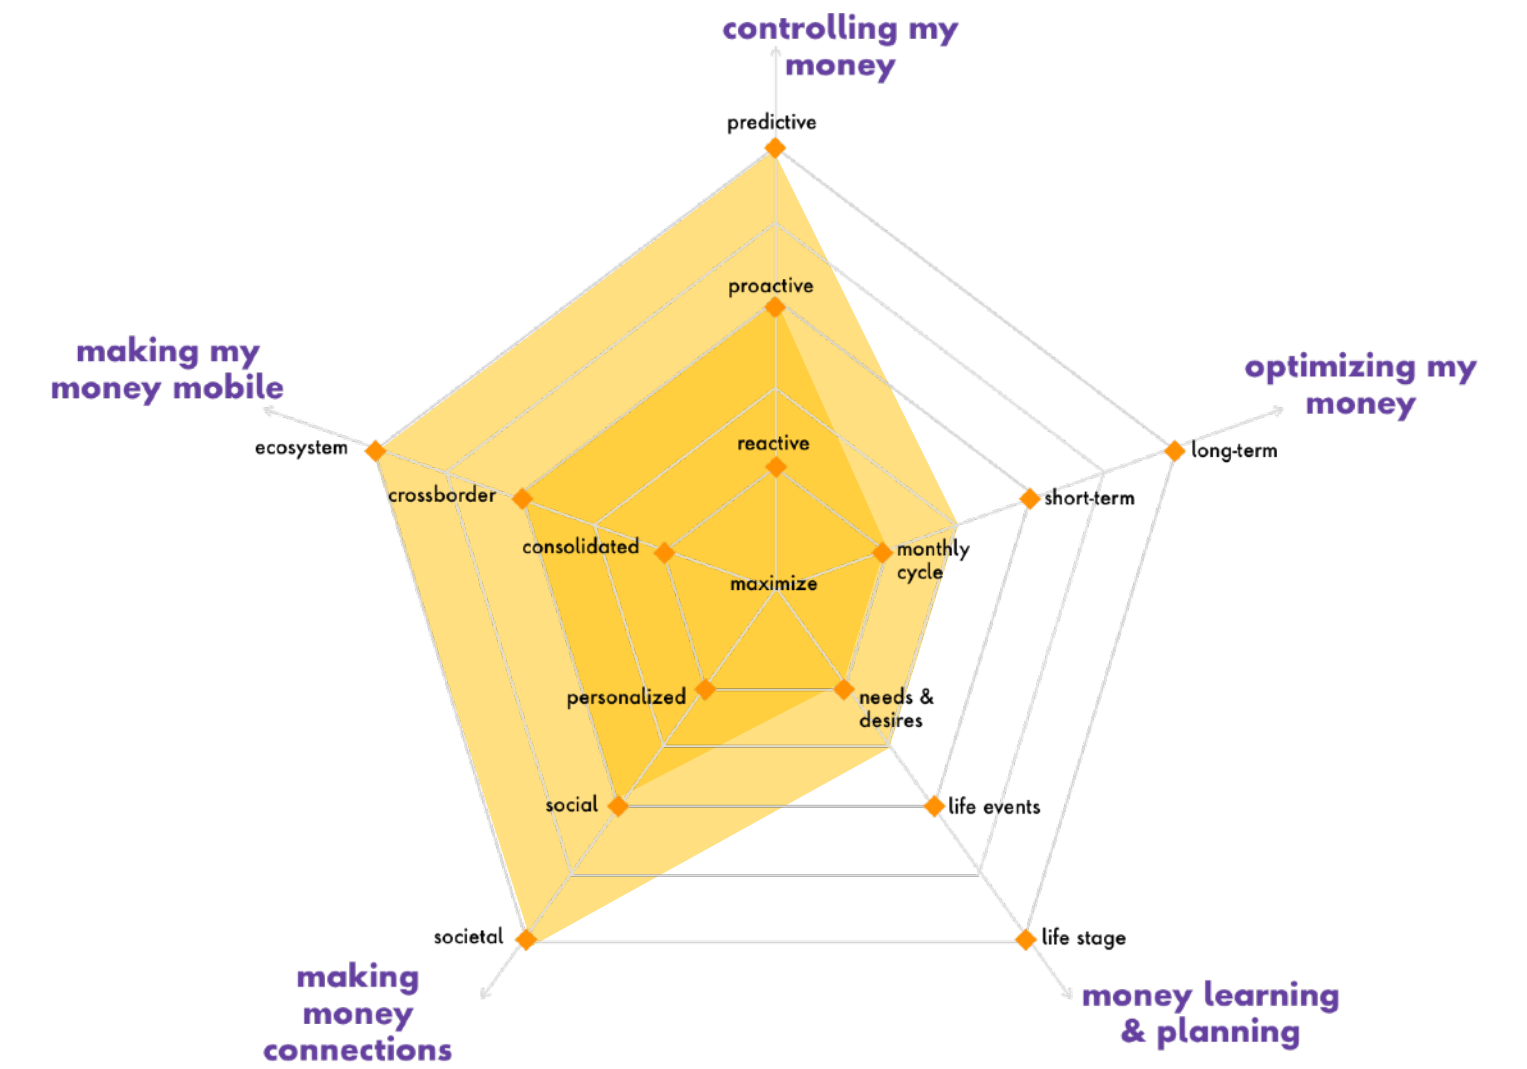 controlling my
money
predictive
proactive
making my
money mobile
optimizing my
money
reactive
ecosystem
long-term
crossborder
short-term
consolidated
monthly
cycle
maximize
personalized
needs &
desires
social
life events
societal
life stage
making
money
connections
money learning
& planning